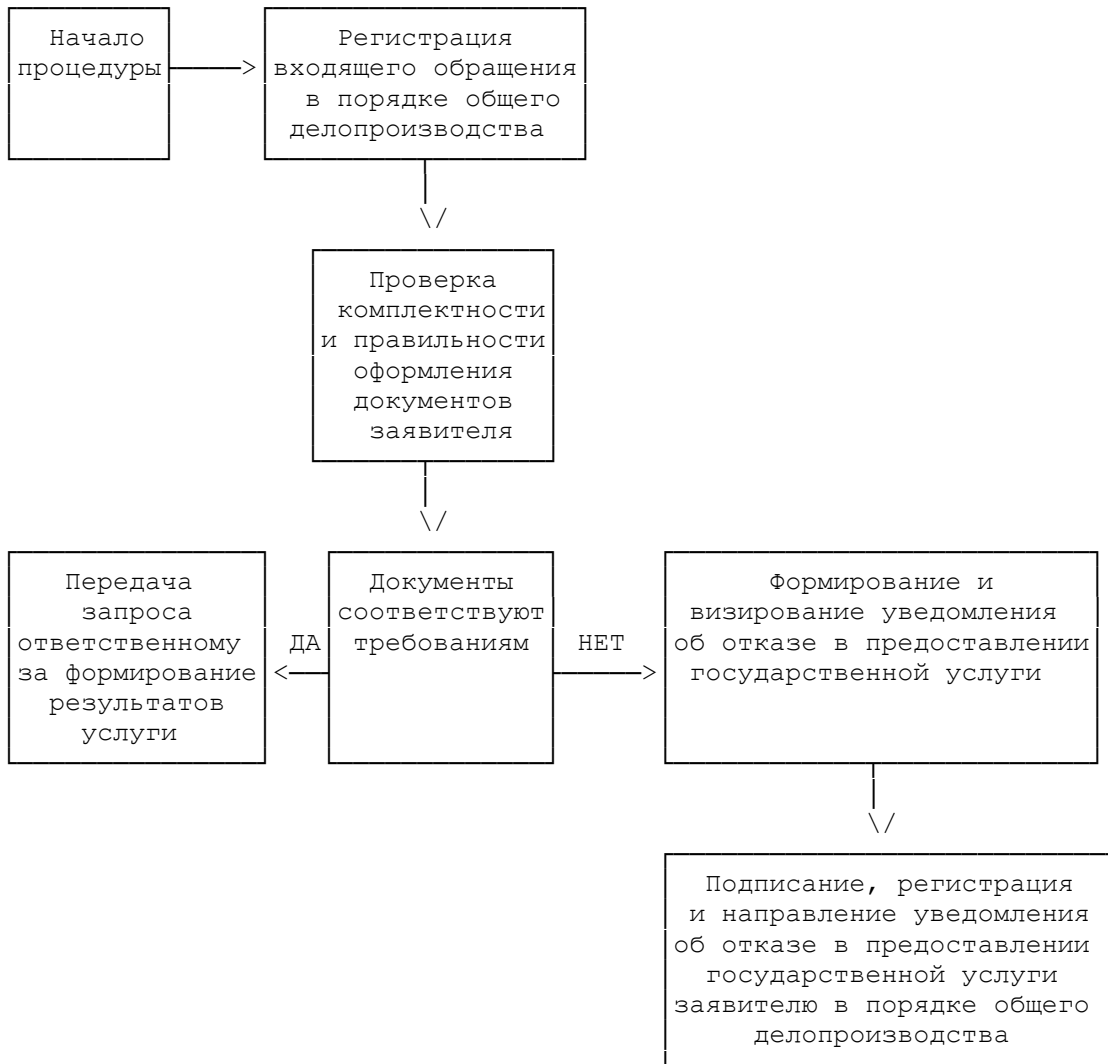 Начало
процедуры
Регистрация
входящего обращения
в порядке общего
делопроизводства
Проверка
комплектности
и правильности
оформления
документов
заявителя
Передача
запроса
ответственному
за формирование
результатов
услуги
ДА
Документы
соответствуют
требованиям
НЕТ
Формирование и
визирование уведомления
об отказе в предоставлении
государственной услуги
Подписание, регистрация
и направление уведомления
об отказе в предоставлении
государственной услуги
заявителю в порядке общего
делопроизводства